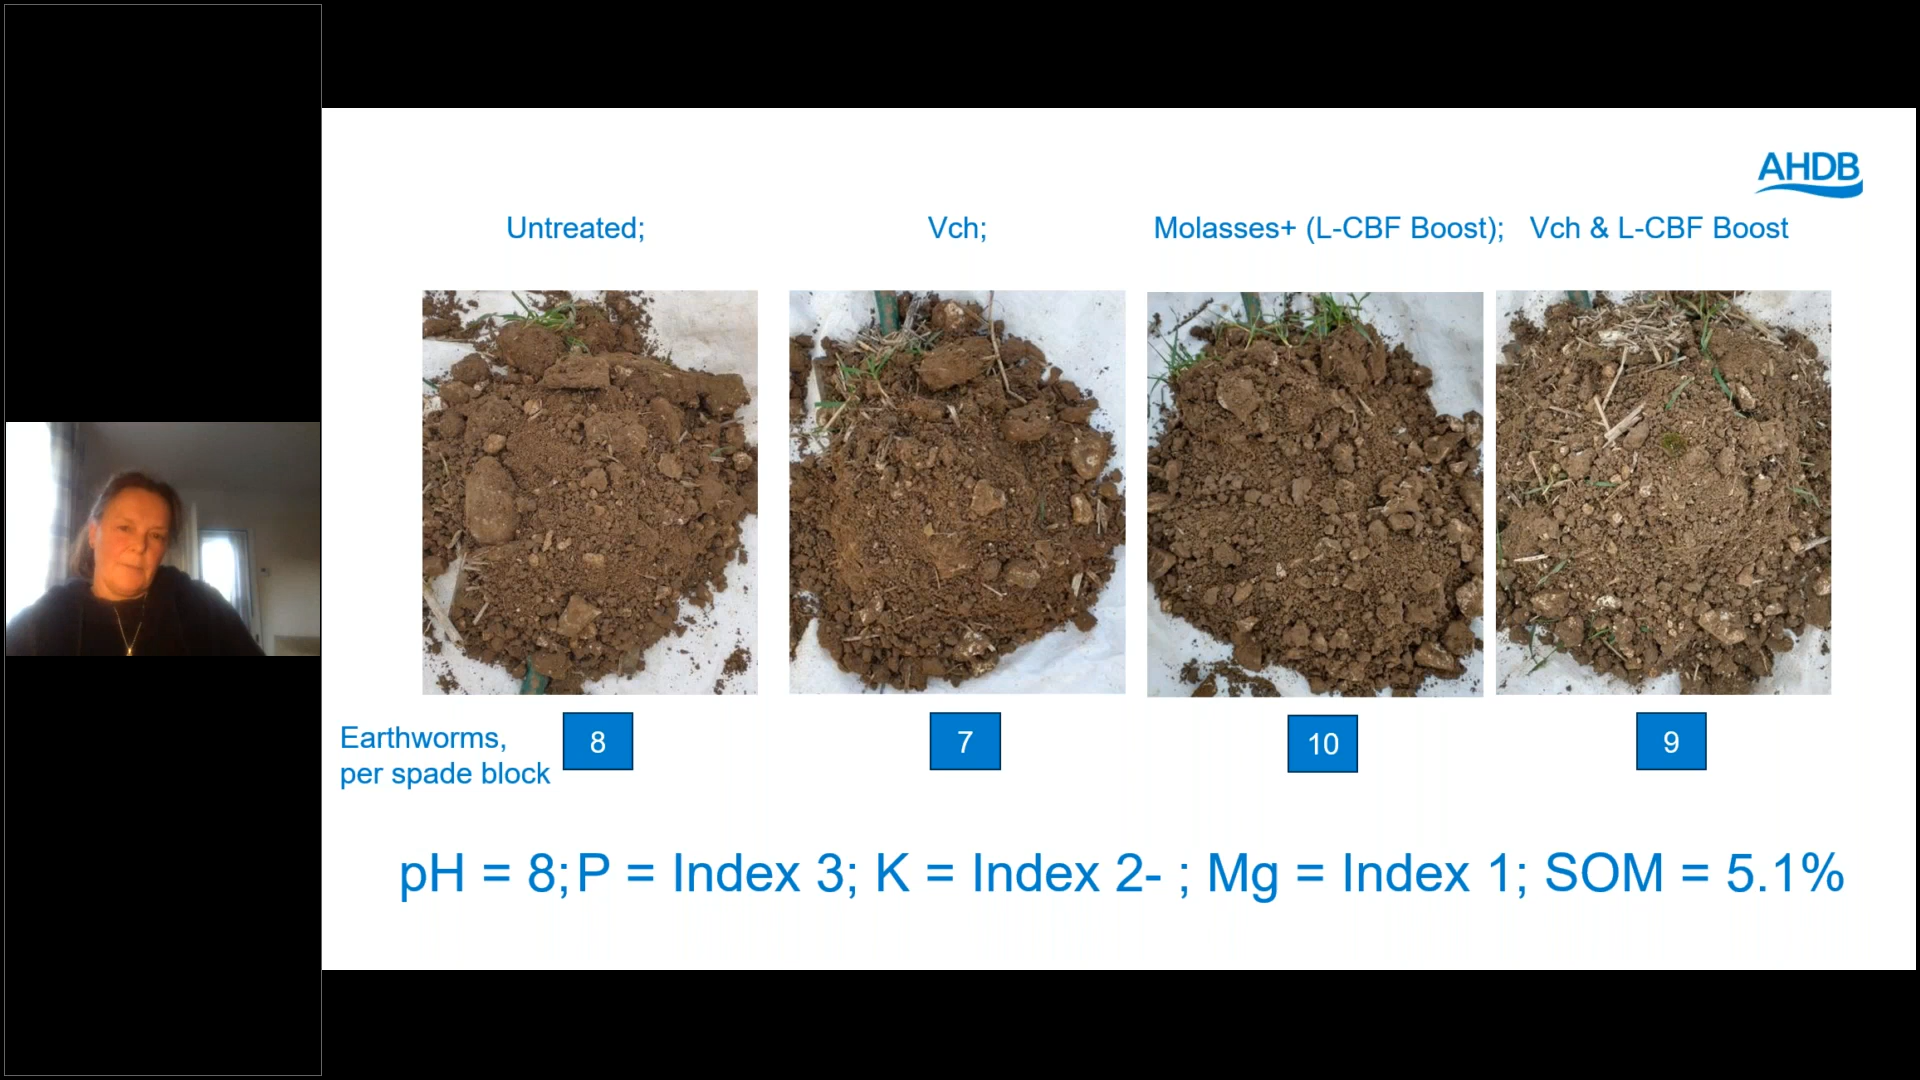 AHDB
Untreated;
Vch;
Molasses+ (L-CBF Boost);
Vch & L-CBF Boost
Earthworms,
per spade block
8
7
10
9
pH = 8; P = Index 3; K = Index 2- ; Mg = Index 1; SOM = 5.1%